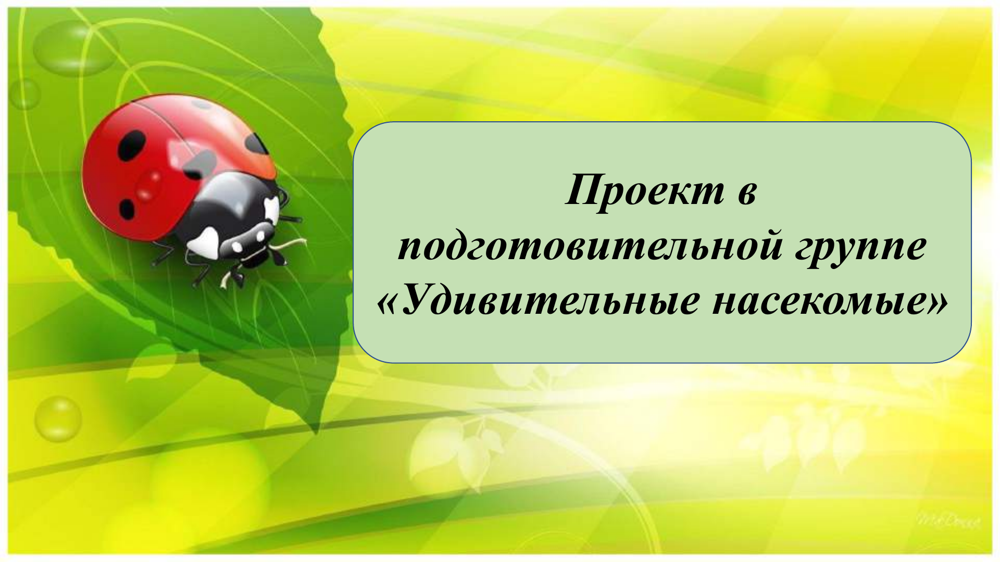 Проект в
подготовительной группе
«Удивительные насекомые»